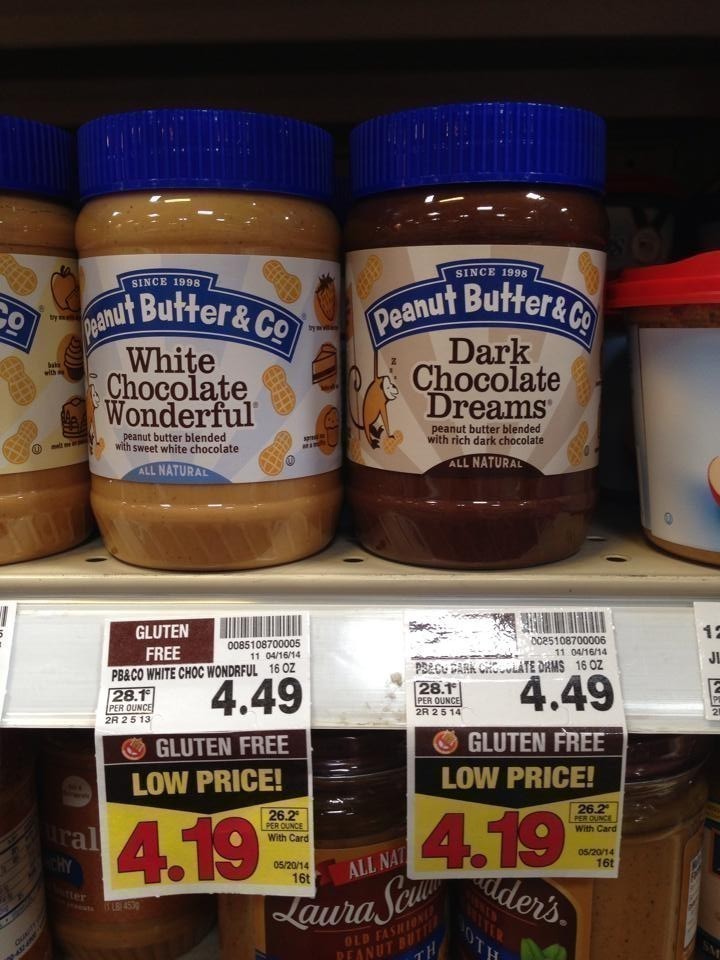 SINCE 1998
Peanut Butter & Co
White
Chocolate
Wonderful®
peanut butter blended
with sweet white chocolate
ALL NATURAL
SINCE 1998
Peanut Butter & Co
Dark
Chocolate
Dreams®
peanut butter blended
with rich dark chocolate
ALL NATURAL
GLUTEN
FREE
0085108700005
11 04/16/14
PB&CO WHITE CHOC WONDRFUL 16 OZ
28.1¢
PER OUNCE
2R 2 5 13
4.49
GLUTEN FREE
LOW PRICE!
4.19
26.2¢
PER OUNCE
With Card
05/20/14
16t
0085108700006
11 04/16/14
PB&CO DARK CHOCOLATE DRMS 16 OZ
28.1¢
PER OUNCE
2R 2 5 14
4.49
GLUTEN FREE
LOW PRICE!
4.19
26.2¢
PER OUNCE
With Card
05/20/14
16t
ALL NAT
Laura Scu
OLD FASHIONED
PEANUT BUTTER
dder's